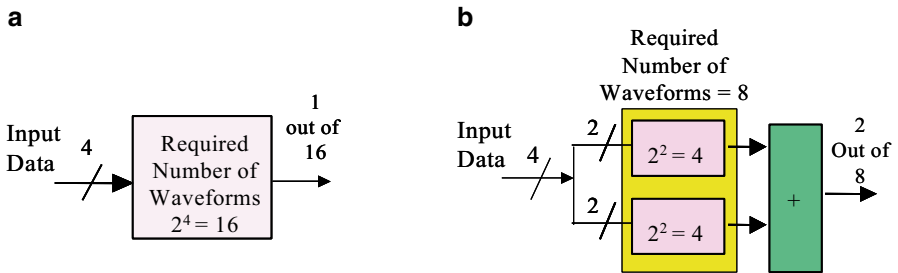 a
Input
Data
4
Required
Number of
Waveforms
2⁴ = 16
1
out of
16
b
Required
Number of
Waveforms = 8
Input
Data
4
2
2² = 4
2
2² = 4
+
2
Out of
8